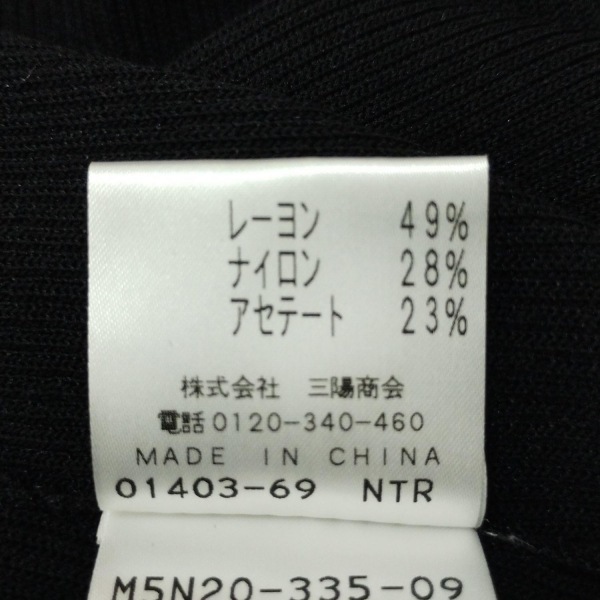 レーヨン 49%
ナイロン 28%
アセテート 23%
株式会社 三陽商会
電話0120-340-460
MADE IN CHINA
01403-69 NTR
M5N20-335-09